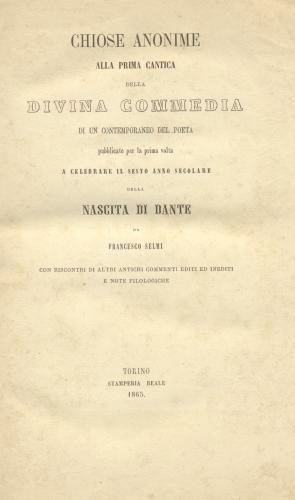 CHIOSE ANONIME
ALLA PRIMA CANTICA
DELLA
DIVINA COMMEDIA
DI UN CONTEMPORANEO DEL POETA
pubblicate per la prima volta
A CELEBRARE IL SESTO ANNO SECOLARE
DELLA
NASCITA DI DANTE
DA
FRANCESCO SELMI
CON RISCONTRI DI ALTRI ANTICHI COMMENTI EDITI ED INEDITI
E NOTE FILOLOGICHE
TORINO
STAMPERIA REALE
1865.